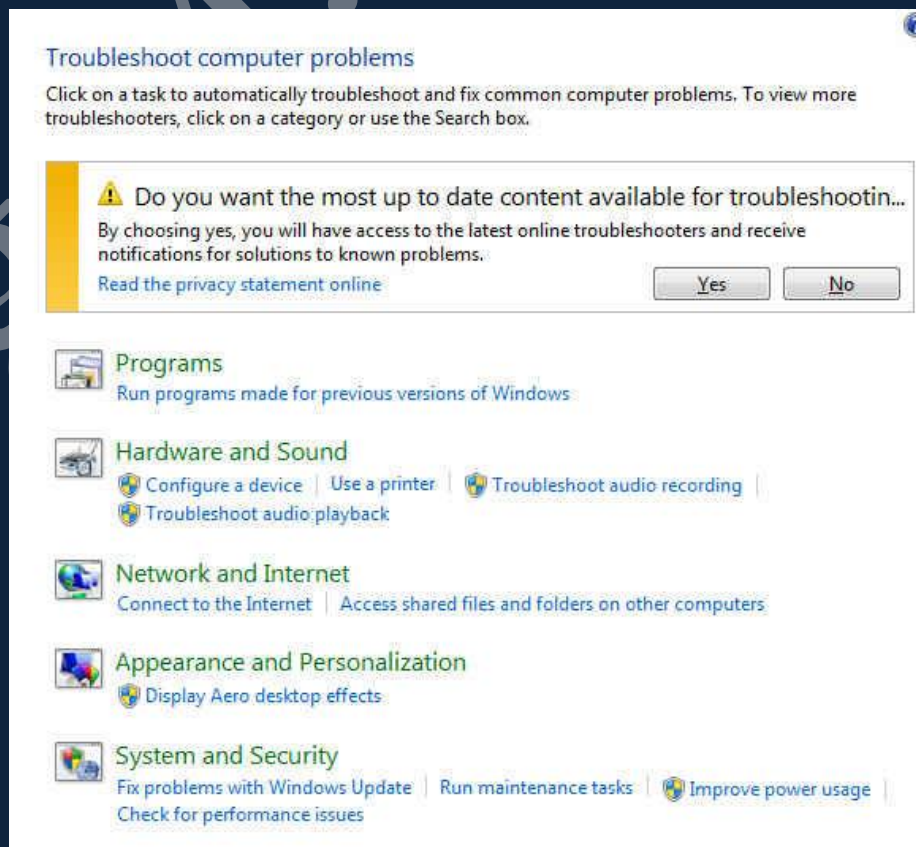 Troubleshoot computer problems
Click on a task to automatically troubleshoot and fix common computer problems. To view more
troubleshooters, click on a category or use the Search box.
Do you want the most up to date content available for troubleshootin...
By choosing yes, you will have access to the latest online troubleshooters and receive
notifications for solutions to known problems.
Read the privacy statement online Yes No
Programs
Run programs made for previous versions of Windows
Hardware and Sound
Configure a device | Use a printer | Troubleshoot audio recording |
Troubleshoot audio playback
Network and Internet
Connect to the Internet | Access shared files and folders on other computers
Appearance and Personalization
Display Aero desktop effects
System and Security
Fix problems with Windows Update | Run maintenance tasks | Improve power usage |
Check for performance issues